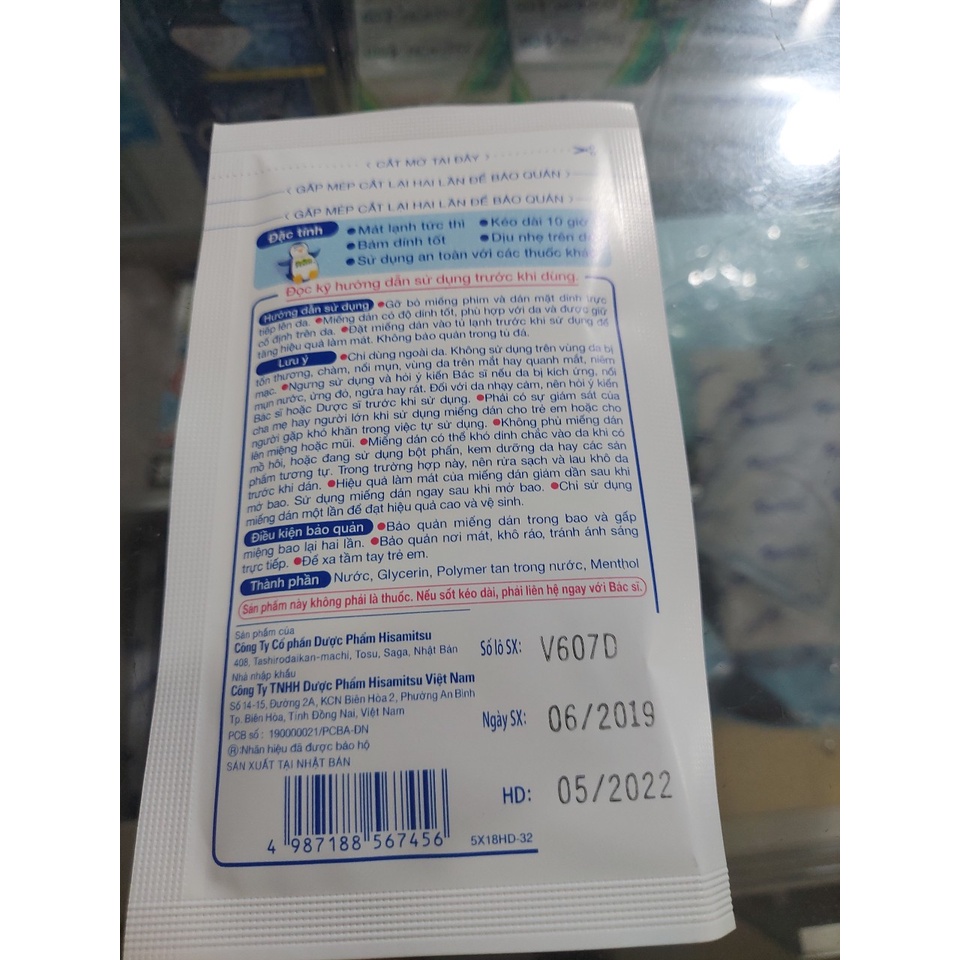 CẮT MỞ TẠI ĐÂY
GẤP MÉP CẮT LẠI HAI LẦN ĐỂ BẢO QUẢN
GẤP MÉP CẮT LẠI HAI LẦN ĐỂ BẢO QUẢN
Đặc tính
●Mát lạnh tức thì ●Kéo dài 10 giờ
●Bám dính tốt ●Dịu nhẹ trên
●Sử dụng an toàn với các thuốc
Đọc kỹ hướng dẫn sử dụng trước khi dùng.
Hướng dẫn sử dụng ●Gỡ bỏ miếng phim và dán mặt dính trực
tiếp lên da. ●Miếng dán có độ dính tốt, phù hợp với da và được giữ
cố định trên da. ●Đặt miếng dán vào tủ lạnh trước khi sử dụng để
tăng hiệu quả làm mát. Không bảo quản trong tủ đá.
Lưu ý ●Chỉ dùng ngoài da. Không sử dụng trên vùng da bị
tổn thương, chàm, nổi mụn, vùng da trên mắt hay quanh mắt, niêm
mạc. ●Ngưng sử dụng và hỏi ý kiến Bác sĩ nếu da bị kích ứng, nổi
mụn nước, ửng đỏ, ngứa hay rát. Đối với da nhạy cảm, nên hỏi ý kiến
Bác sĩ hoặc Dược sĩ trước khi sử dụng. ●Phải có sự giám sát của
cha mẹ hay người lớn khi sử dụng miếng dán cho trẻ em hoặc cho
người gặp khó khăn trong việc tự sử dụng. ●Không phủ miếng dán
lên miệng hoặc mũi. ●Miếng dán có thể khó dính chắc vào da khi có
mồ hôi, hoặc đang sử dụng bột phấn, kem dưỡng da hay các sản
phẩm tương tự. Trong trường hợp này, nên rửa sạch và lau khô da
trước khi dán. ●Hiệu quả làm mát của miếng dán giảm dần sau khi
mở bao. Sử dụng miếng dán ngay sau khi mở bao. ●Chỉ sử dụng
miếng dán một lần để đạt hiệu quả cao và vệ sinh.
Điều kiện bảo quản ●Bảo quản miếng dán trong bao và gấp
miệng bao lại hai lần. ●Bảo quản nơi mát, khô ráo, tránh ánh sáng
trực tiếp. ●Để xa tầm tay trẻ em.
Thành phần Nước, Glycerin, Polymer tan trong nước, Menthol
Sản phẩm này không phải là thuốc. Nếu sốt kéo dài, phải liên hệ ngay với Bác sĩ.
Sản phẩm của
Công Ty Cổ phần Dược Phẩm Hisamitsu
408, Tashirodaikan-machi, Tosu, Saga, Nhật Bản
Nhà nhập khẩu
Công Ty TNHH Dược Phẩm Hisamitsu Việt Nam
Số 14-15, Đường 2A, KCN Biên Hòa 2, Phường An Bình
Tp. Biên Hòa, Tỉnh Đồng Nai, Việt Nam
PCB số : 190000021/PCBA-ĐN
®:Nhãn hiệu đã được bảo hộ
SẢN XUẤT TẠI NHẬT BẢN
Số lô SX: V607D
Ngày SX: 06/2019
HD: 05/2022
4 987188 567456
5X18HD-32